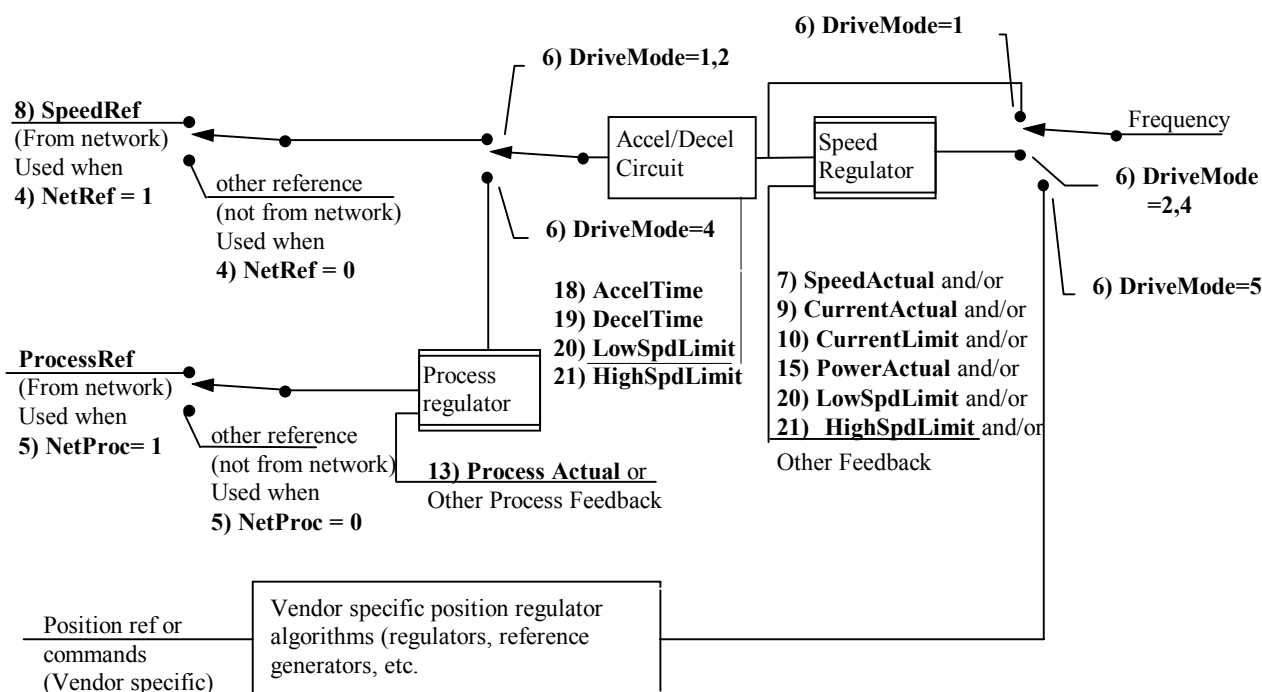 6) DriveMode=1
6) DriveMode=1,2
8) SpeedRef
(From network)
Used when
4) NetRef = 1
other reference
(not from network)
Used when
4) NetRef = 0
Accel/Decel
Circuit
Speed
Regulator
Frequency
6) DriveMode
=2,4
6) DriveMode=4
6) DriveMode=5
18) AccelTime
19) DecelTime
20) LowSpdLimit
21) HighSpdLimit
7) SpeedActual and/or
9) CurrentActual and/or
10) CurrentLimit and/or
15) PowerActual and/or
20) LowSpdLimit and/or
21) HighSpdLimit and/or
Other Feedback
ProcessRef
(From network)
Used when
5) NetProc= 1
other reference
(not from network)
Used when
5) NetProc = 0
Process
regulator
13) Process Actual or
Other Process Feedback
Position ref or
commands
(Vendor specific)
Vendor specific position regulator
algorithms (regulators, reference
generators, etc.